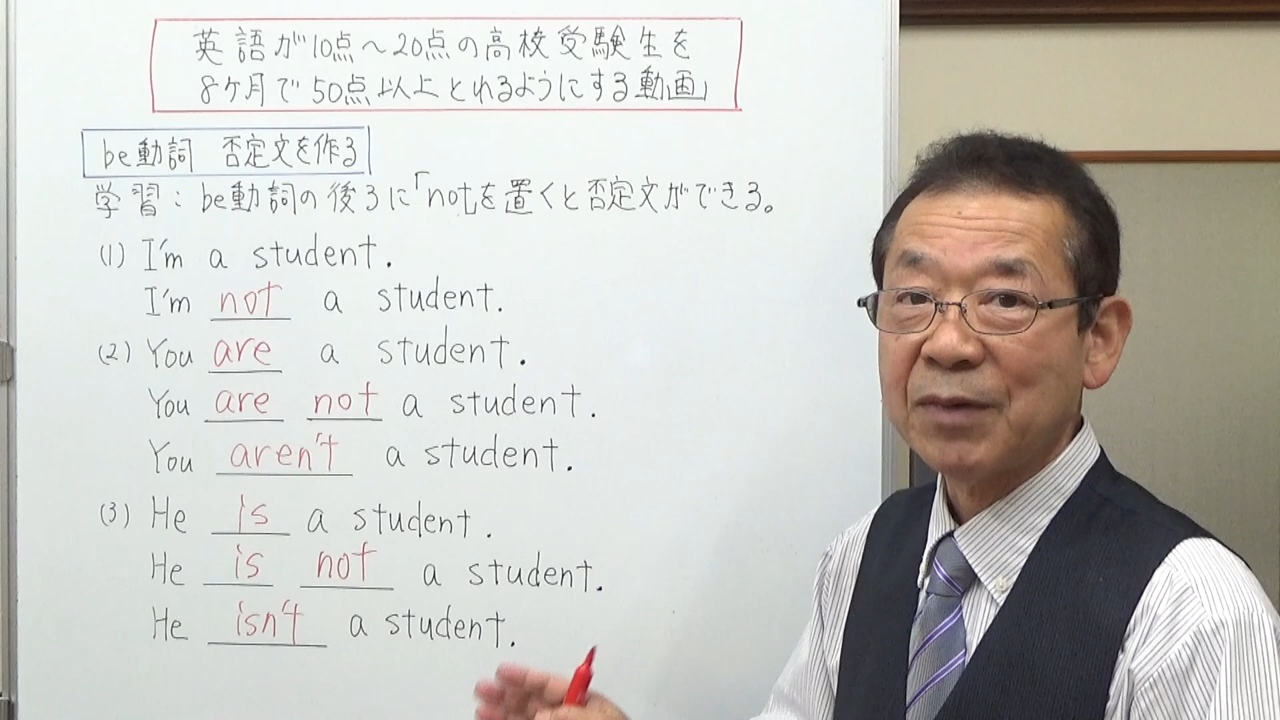 英語が10点～20点の高校受験生を
8ヶ月で50点以上とれるようにする動画」
be動詞 否定文を作る
学習：be動詞の後ろに「not」を置くと否定文ができる。
(1) I'm a student.
I'm not a student.
(2) You are a student.
You are not a student.
You aren't a student.
(3) He is a student.
He is not a student.
He isn't a student.